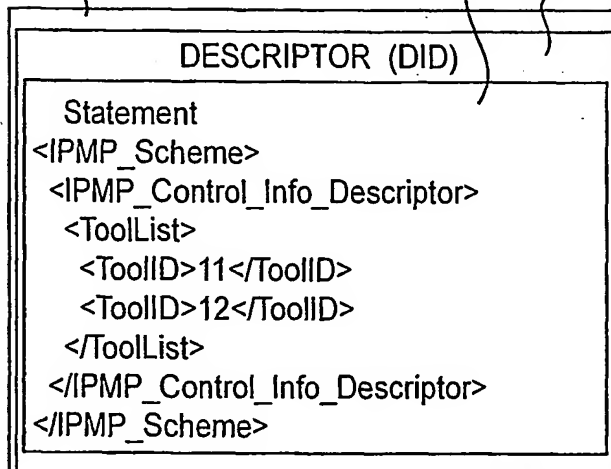 DESCRIPTOR (DID)
Statement
<IPMP_Scheme>
<IPMP_Control_Info_Descriptor>
<ToolList>
<ToolID>11</ToolID>
<ToolID>12</ToolID>
</ToolList>
</IPMP_Control_Info_Descriptor>
</IPMP_Scheme>